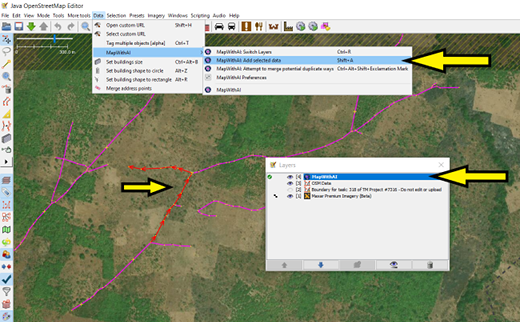 Java OpenStreetMap Editor
File Edit View Mode Tools More tools Data Selection Presets Imagery Windows Scripting Audio Help
Open custom URL Shift+H
Select custom URL
Tag multiple objects [alpha] Ctrl+T
MapWithAI
Set buildings size Ctrl+Alt+B
Set building shape to circle Alt+Z
Set building shape to rectangle Alt+R
Merge address points
MapWithAI: Switch Layers Ctrl+R
MapWithAI: Add selected data Shift+A
MapWithAI: Attempt to merge potential duplicate ways Ctrl+Alt+Shift+Exclamation Mark
MapWithAI Preferences
MapWithAI
Layers
[4] MapWithAI
[3] OSM Data
[2] Boundary for task: 318 of TM Project #7316 - Do not edit or upload
[1] Maxar Premium Imagery (Beta)